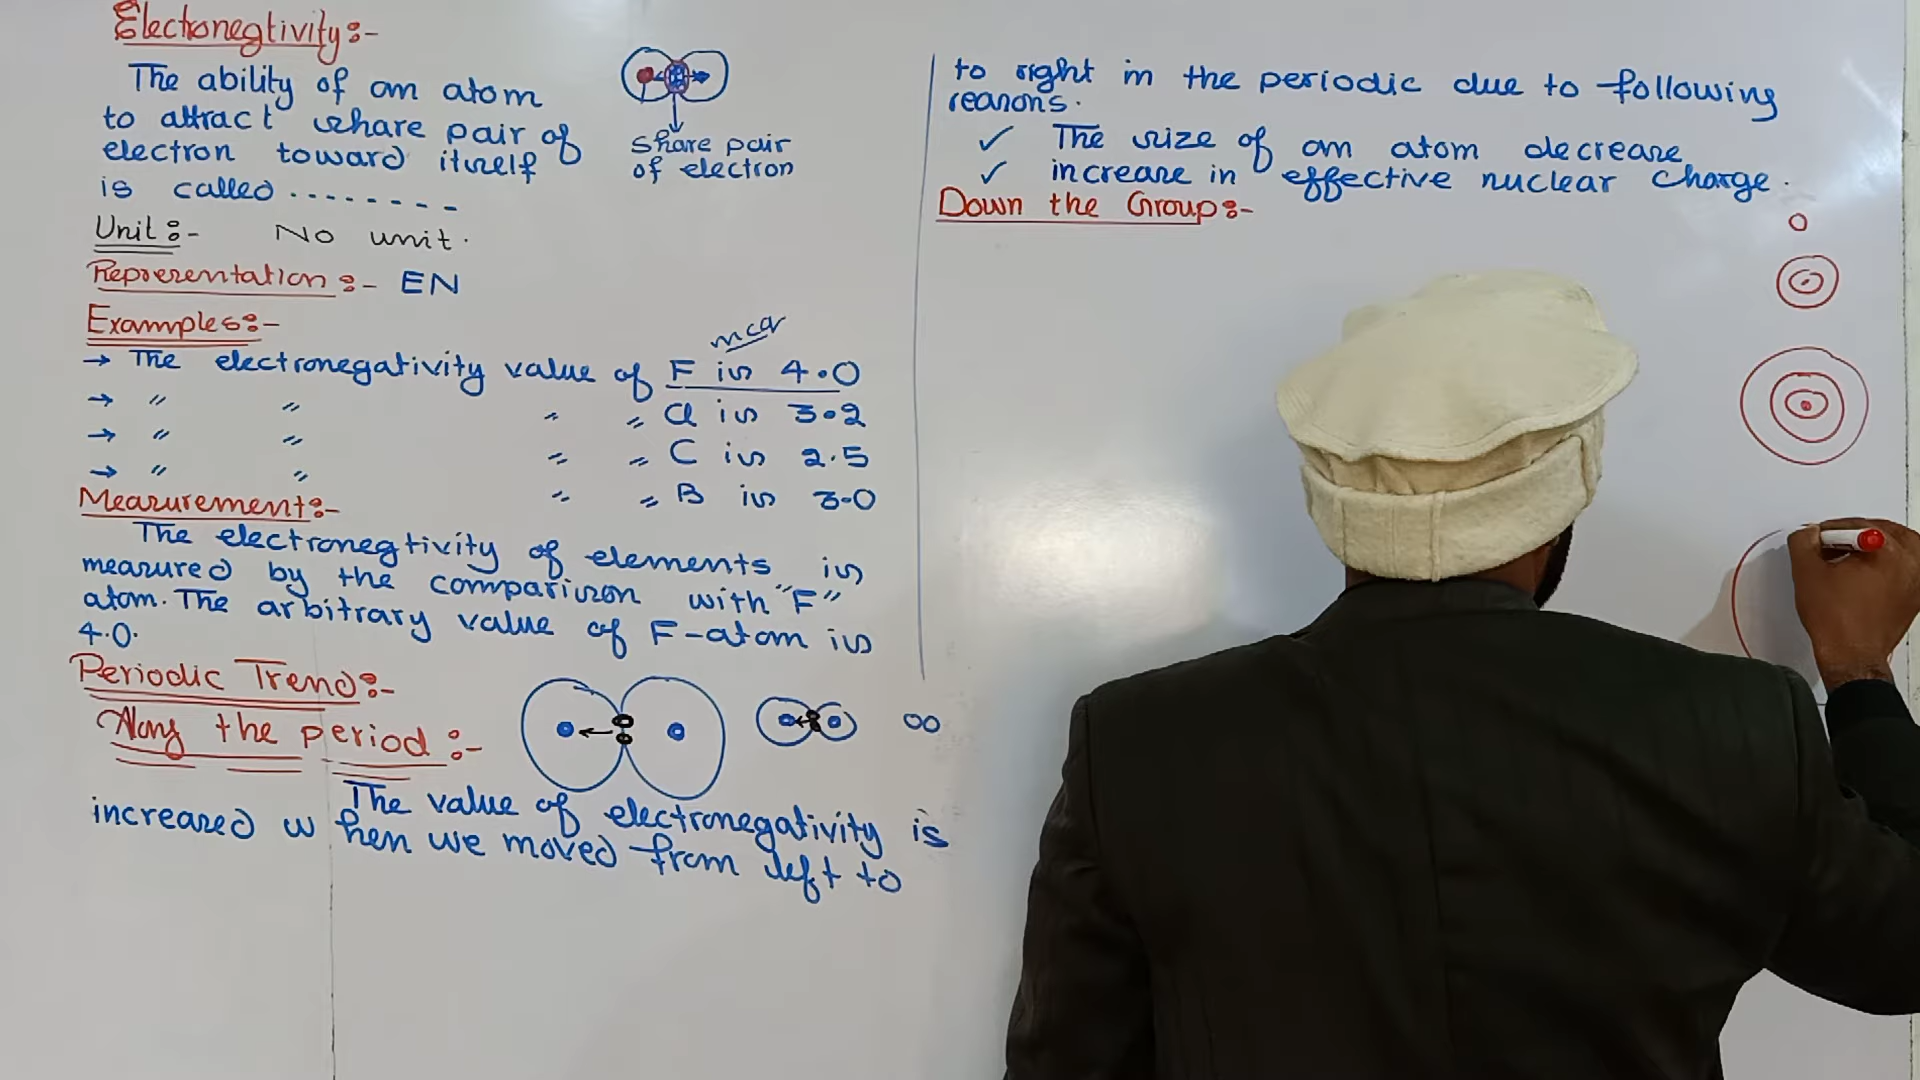 Electronegtivity:-
The ability of an atom
to attract share pair of
electron toward itself
is called --------
share pair
of electron
Unit:- No unit.
Representation:- EN
Examples:-
mcq
→ The electronegativity value of F is 4.0
→ " " " " Cl is 3.2
→ " " " " C is 2.5
→ " " " " B is 3.0
Measurement:-
The electronegtivity of elements is
measured by the comparison with "F"
atom. The arbitrary value of F-atom is
4.0.
Periodic Trend:-
Along the period:-
The value of electronegativity is
increased when we moved from left to
to right in the periodic due to following
reasons.
✓ The size of an atom decrease
✓ increase in effective nuclear charge.
Down the Group:-